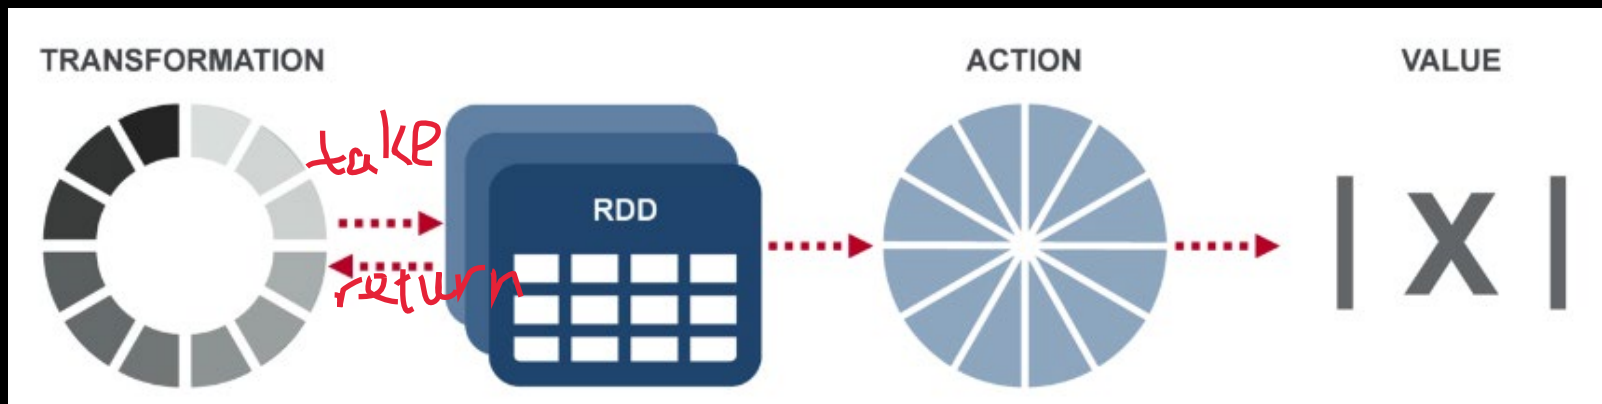 TRANSFORMATION
ACTION
VALUE
take
RDD
return
| X |